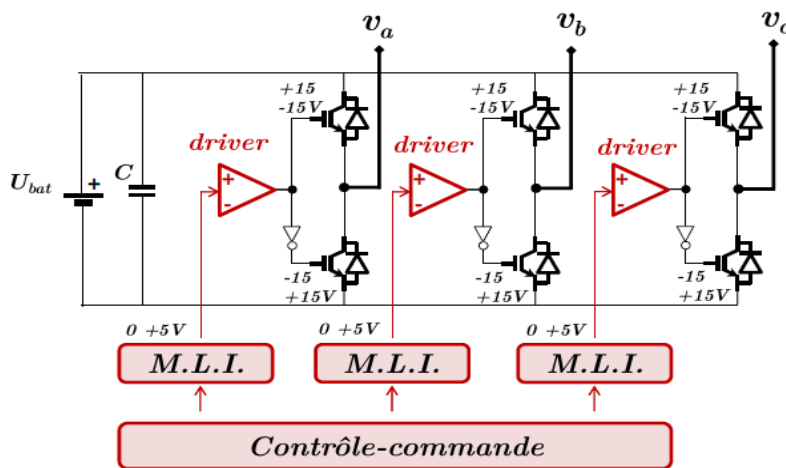 v_a
v_b
v_c
+15
-15V
+15
-15V
+15
-15V
driver
driver
driver
U_bat
+
C
+
-
+
-
+
-
-15
+15V
-15
+15V
-15
+15V
0 +5V
0 +5V
0 +5V
M.L.I.
M.L.I.
M.L.I.
Contrôle-commande